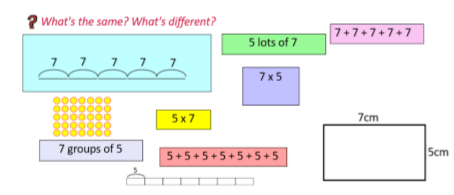 What's the same? What's different?
7 + 7 + 7 + 7 + 7
5 lots of 7
7 7 7 7 7
7 x 5
5 x 7
7cm
7 groups of 5
5 + 5 + 5 + 5 + 5 + 5 + 5
5cm
5